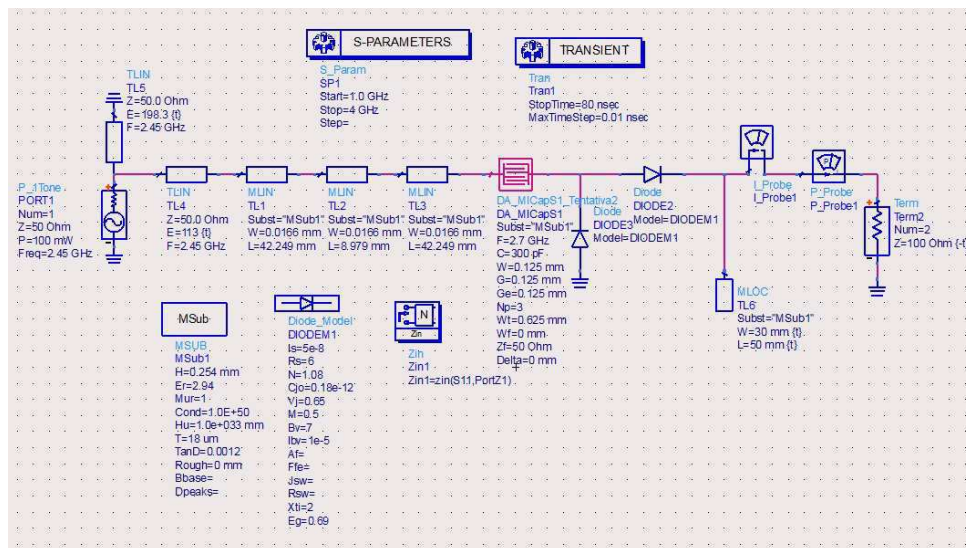 S-PARAMETERS
S_Param
SP1
Start=1.0 GHz
Stop=4 GHz
Step=
TRANSIENT
Tran
Tran1
StopTime=80 nsec
MaxTimeStep=0.01 nsec
TLIN
TL5
Z=50.0 Ohm
E=198.3 {t}
F=2.45 GHz
P_1Tone
PORT1
Num=1
Z=50 Ohm
P=100 mW
Freq=2.45 GHz
TLIN
TL4
Z=50.0 Ohm
E=113 {t}
F=2.45 GHz
MLIN
TL1
Subst="MSub1"
W=0.0166 mm
L=42.249 mm
MLIN
TL2
Subst="MSub1"
W=0.0166 mm
L=8.979 mm
MLIN
TL3
Subst="MSub1"
W=0.0166 mm
L=42.249 mm
DA_MICapS1_Tentativa2
DA_MICapS1
Subst="MSub1"
F=2.7 GHz
C=300 pF
W=0.125 mm
G=0.125 mm
Ge=0.125 mm
Np=3
Wt=0.625 mm
Wf=0 mm
Zf=50 Ohm
Delta=0 mm
Diode
DIODE3
Model=DIODEM1
Diode
DIODE2
Model=DIODEM1
I_Probe
I_Probe1
P
P_Probe
P_Probe1
Term
Term2
Num=2
Z=100 Ohm {-t}
MLOC
TL6
Subst="MSub1"
W=30 mm {t}
L=50 mm {t}
MSub
MSUB
MSub1
H=0.254 mm
Er=2.94
Mur=1
Cond=1.0E+50
Hu=1.0e+033 mm
T=18 um
TanD=0.0012
Rough=0 mm
Bbase=
Dpeaks=
Diode_Model
DIODEM1
Is=5e-8
Rs=6
N=1.08
Cjo=0.18e-12
Vj=0.65
M=0.5
Bv=7
Ibv=1e-5
Af=
Ffe=
Jsw=
Rsw=
Xti=2
Eg=0.69
N
Zin
Zin
Zin1
Zin1=zin(S11,PortZ1)